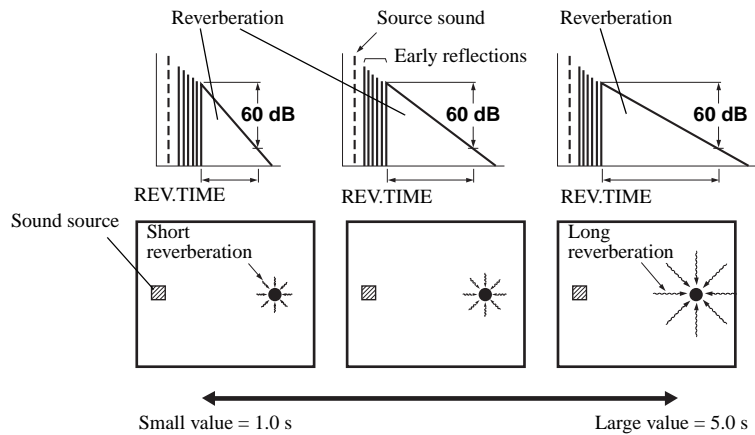 Reverberation
Source sound
Reverberation
Early reflections
60 dB
60 dB
60 dB
REV.TIME
REV.TIME
REV.TIME
Sound source
Short
reverberation
Long
reverberation
Small value = 1.0 s
Large value = 5.0 s